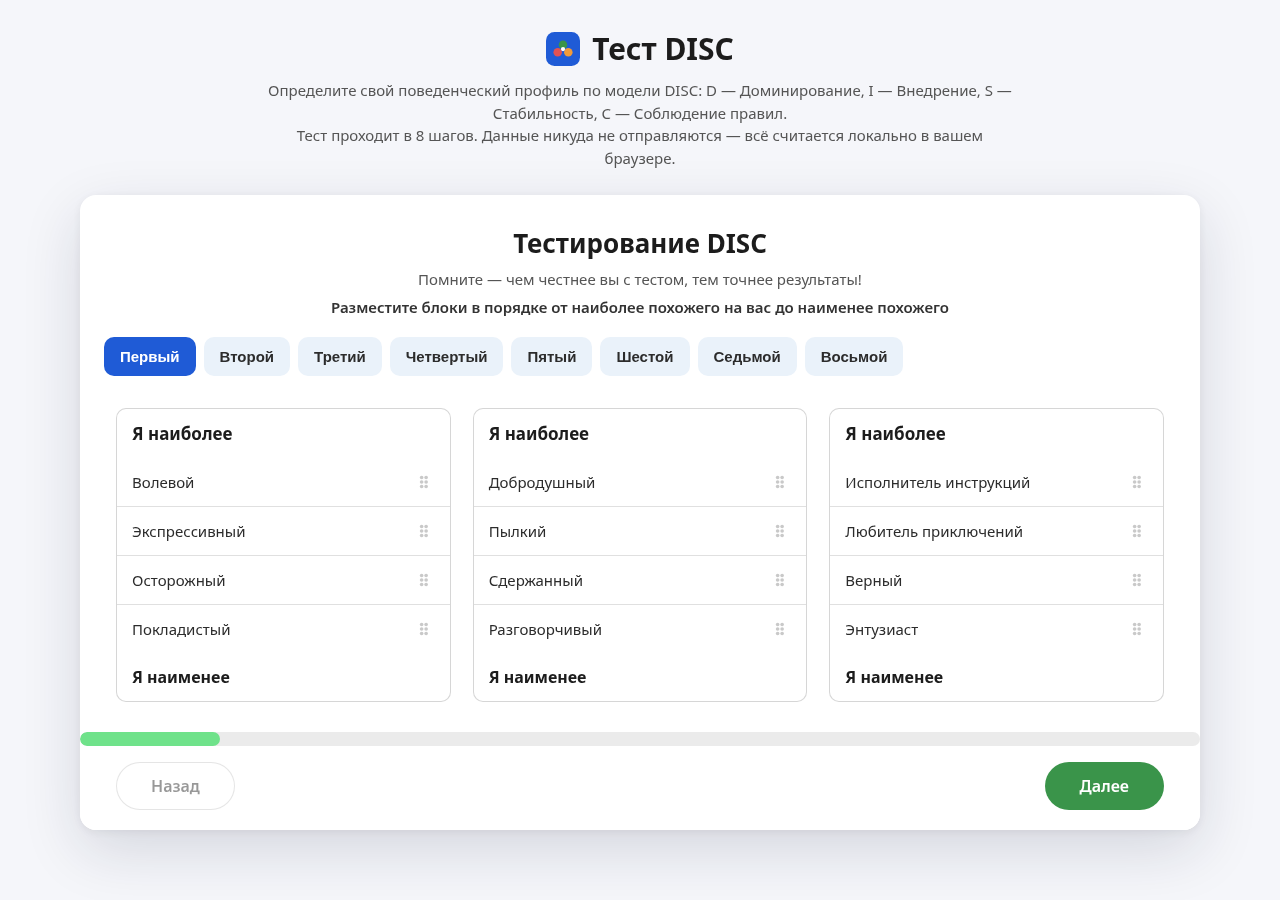 Тест DISC
Определите свой поведенческий профиль по модели DISC: D — Доминирование, I — Внедрение, S —
Стабильность, C — Соблюдение правил.
Тест проходит в 8 шагов. Данные никуда не отправляются — всё считается локально в вашем
браузере.
Тестирование DISC
Помните — чем честнее вы с тестом, тем точнее результаты!
Разместите блоки в порядке от наиболее похожего на вас до наименее похожего
Первый Второй Третий Четвертый Пятый Шестой Седьмой Восьмой
Я наиболее
Волевой
Экспрессивный
Осторожный
Покладистый
Я наименее
Я наиболее
Добродушный
Пылкий
Сдержанный
Разговорчивый
Я наименее
Я наиболее
Исполнитель инструкций
Любитель приключений
Верный
Энтузиаст
Я наименее
Назад
Далее